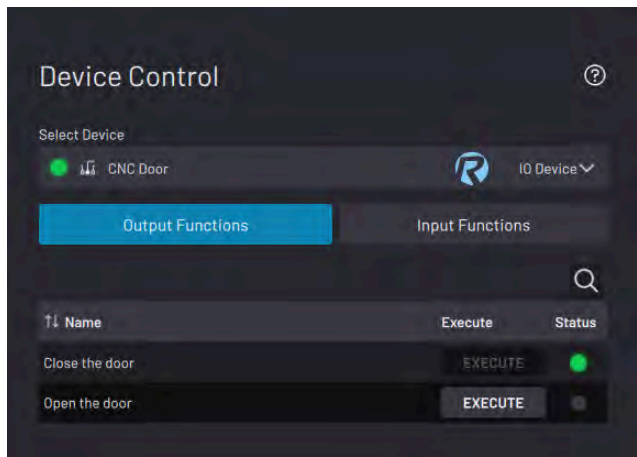 Device Control
Select Device
CNC Door IO Device
Output Functions Input Functions
Name Execute Status
Close the door EXECUTE
Open the door EXECUTE